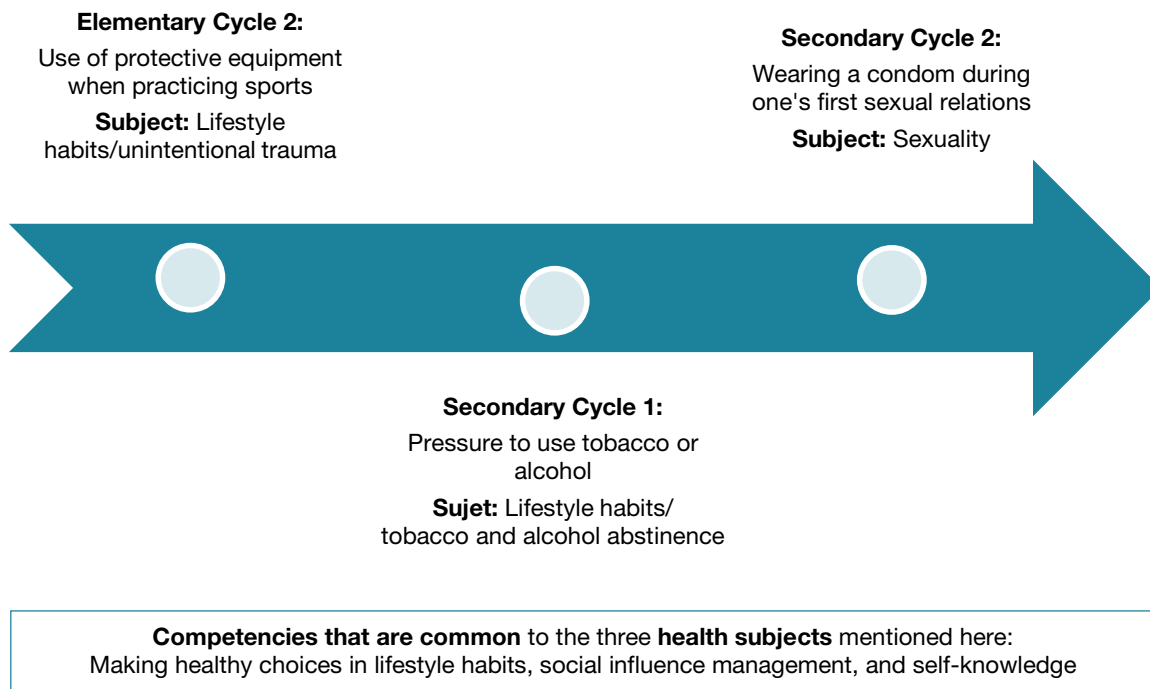 Elementary Cycle 2:
Use of protective equipment
when practicing sports
Subject: Lifestyle
habits/unintentional trauma
Secondary Cycle 2:
Wearing a condom during
one's first sexual relations
Subject: Sexuality
Secondary Cycle 1:
Pressure to use tobacco or
alcohol
Sujet: Lifestyle habits/
tobacco and alcohol abstinence
Competencies that are common to the three health subjects mentioned here:
Making healthy choices in lifestyle habits, social influence management, and self-knowledge